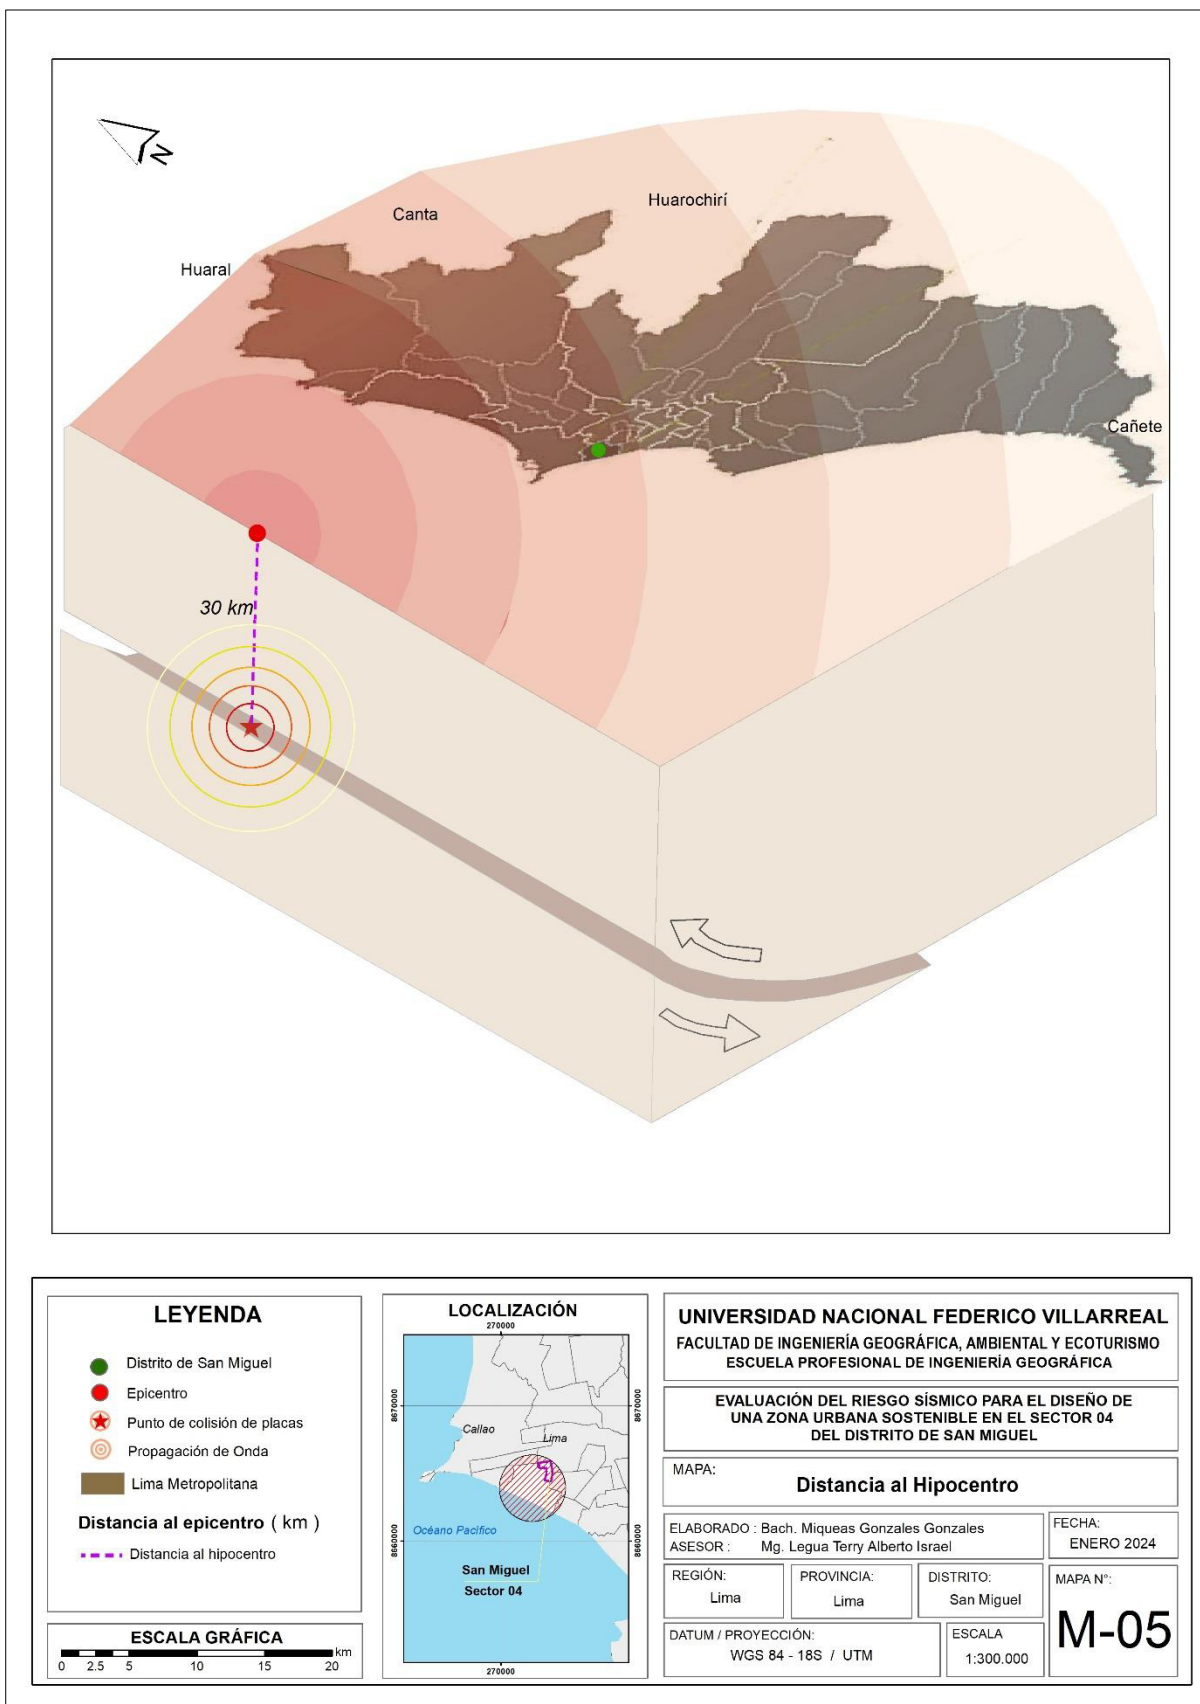 N
Canta
Huarochirí
Huaral
Cañete
30 km
LEYENDA
Distrito de San Miguel
Epicentro
Punto de colisión de placas
Propagación de Onda
Lima Metropolitana
Distancia al epicentro ( km )
Distancia al hipocentro
ESCALA GRÁFICA
km
0 2.5 5 10 15 20
LOCALIZACIÓN
270000
8670000
8670000
Callao
Lima
Océano Pacifico
8660000
8660000
San Miguel
Sector 04
270000
UNIVERSIDAD NACIONAL FEDERICO VILLARREAL
FACULTAD DE INGENIERÍA GEOGRÁFICA, AMBIENTAL Y ECOTURISMO
ESCUELA PROFESIONAL DE INGENIERÍA GEOGRÁFICA
EVALUACIÓN DEL RIESGO SÍSMICO PARA EL DISEÑO DE
UNA ZONA URBANA SOSTENIBLE EN EL SECTOR 04
DEL DISTRITO DE SAN MIGUEL
MAPA:
Distancia al Hipocentro
ELABORADO : Bach. Miqueas Gonzales Gonzales
ASESOR : Mg. Legua Terry Alberto Israel
FECHA:
ENERO 2024
REGIÓN:
Lima
PROVINCIA:
Lima
DISTRITO:
San Miguel
MAPA N°:
M-05
DATUM / PROYECCIÓN:
WGS 84 - 18S / UTM
ESCALA
1:300.000